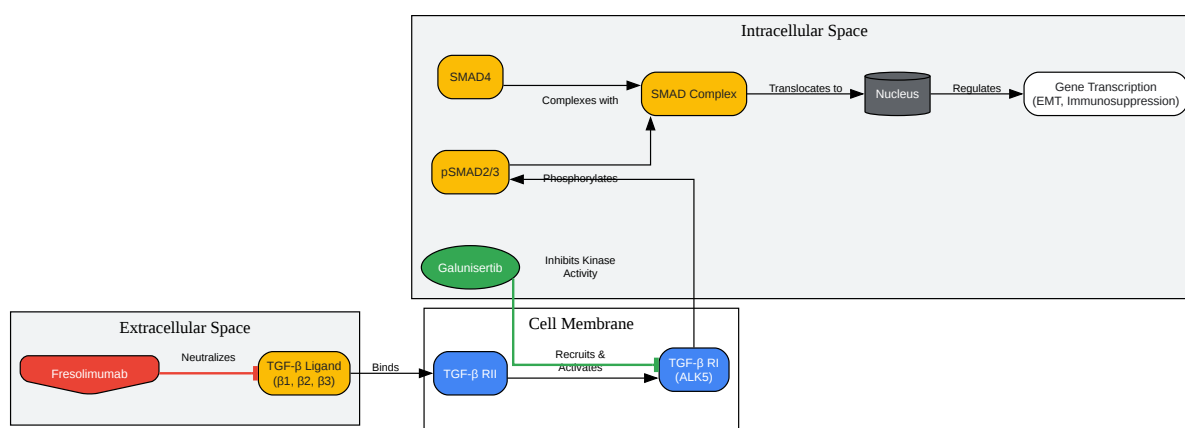 Intracellular Space
SMAD4
Complexes with
SMAD Complex
Translocates to
Nucleus
Regulates
Gene Transcription
(EMT, Immunosuppression)
pSMAD2/3
Phosphorylates
Galunisertib
Inhibits Kinase
Activity
Extracellular Space
Fresolimumab
Neutralizes
TGF-β Ligand
(β1, β2, β3)
Binds
Cell Membrane
TGF-β RII
Recruits &
Activates
TGF-β RI
(ALK5)